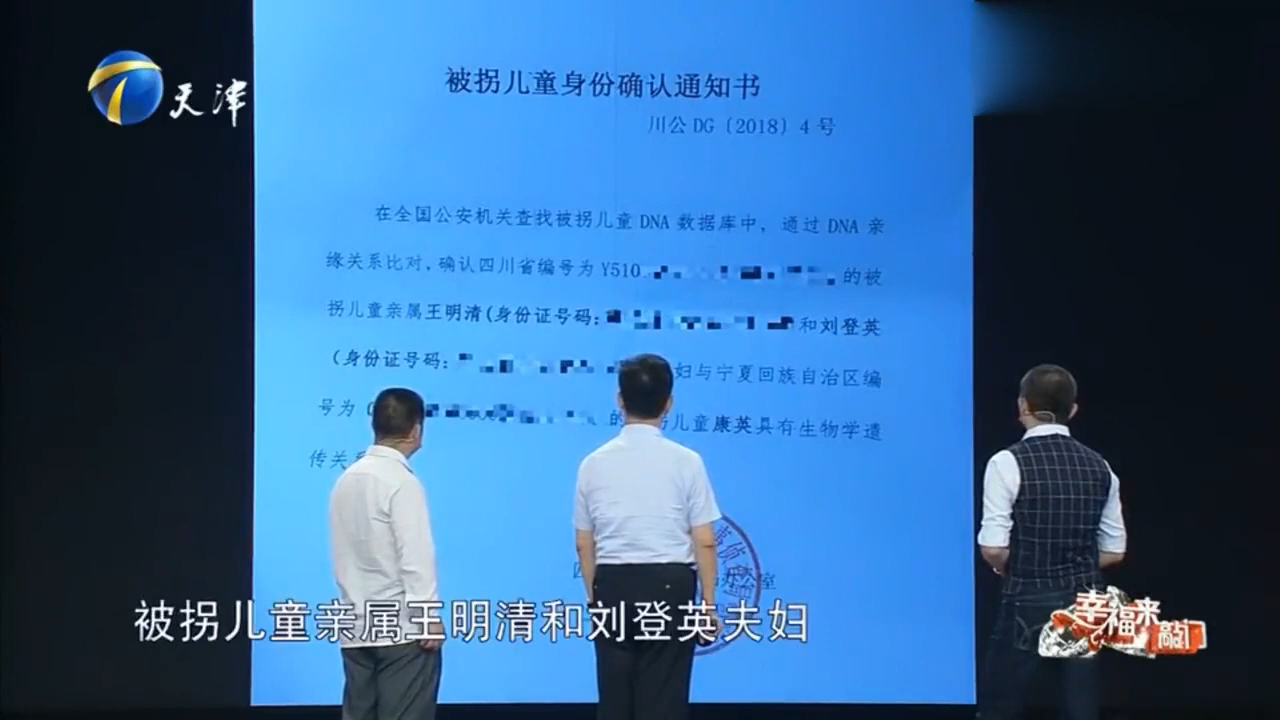 天津
被拐儿童身份确认通知书
川公DG〔2018〕4号
在全国公安机关查找被拐儿童DNA数据库中，通过DNA亲
缘关系比对，确认四川省编号为Y510
的被
拐儿童亲属王明清(身份证号码：
和刘登英
（身份证号码：
妇与宁夏回族自治区编
号为
的
儿童康英具有生物学遗
传关
办公室
被拐儿童亲属王明清和刘登英夫妇
幸福来敲门